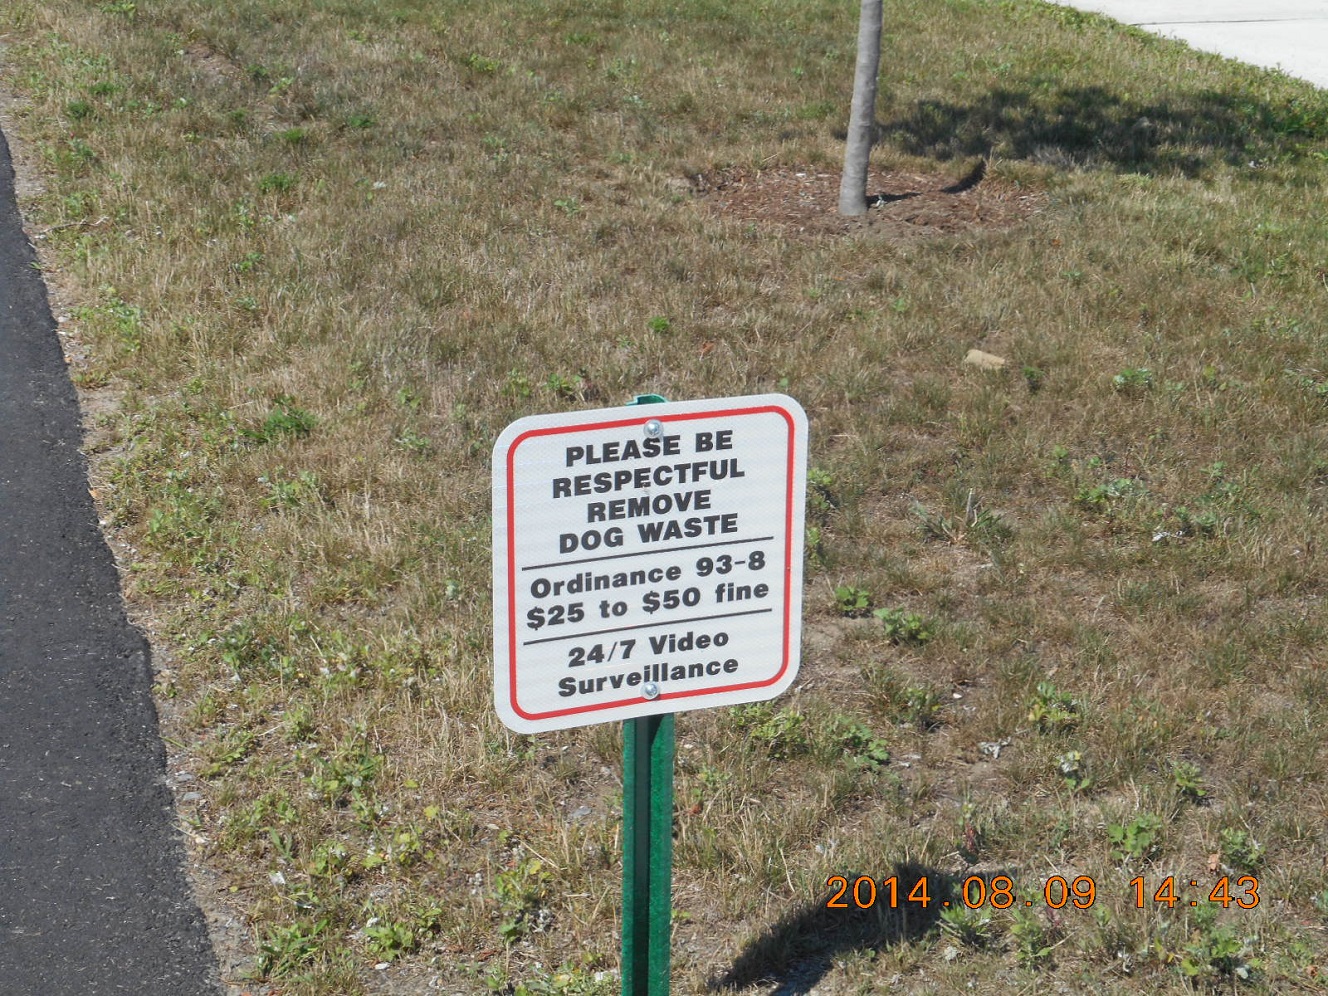 PLEASE BE
RESPECTFUL
REMOVE
DOG WASTE
Ordinance 93-8
$25 to $50 fine
24/7 Video
Surveillance
2014.08.09 14:43